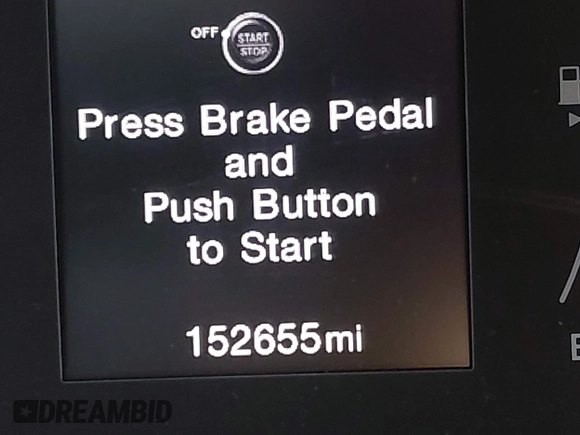 OFF
START
STOP
Press Brake Pedal
and
Push Button
to Start
152655mi
E
DREAMBID